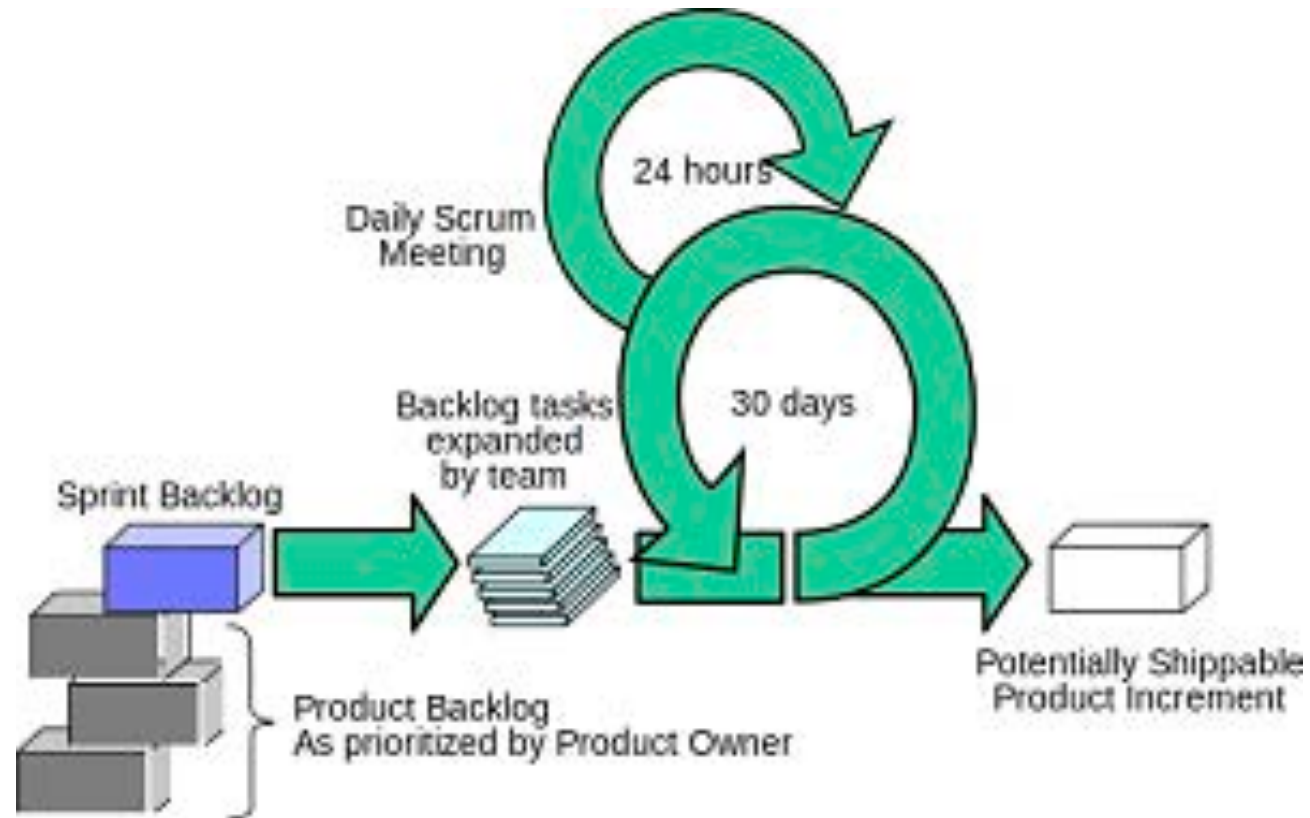 24 hours
Daily Scrum
Meeting
30 days
Backlog tasks
expanded
by team
Sprint Backlog
Potentially Shippable
Product Increment
Product Backlog
As prioritized by Product Owner